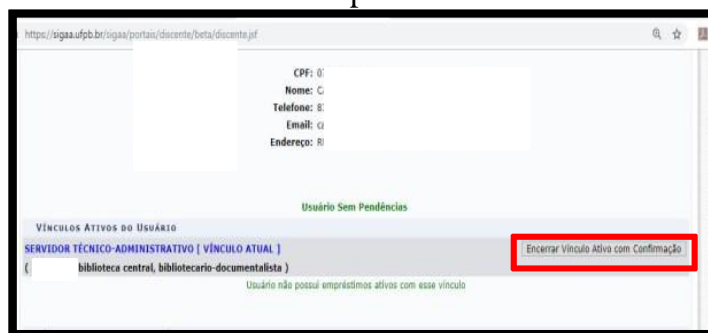 https://sigaa.ufpb.br/sigaa/portais/discente/beta/discente.jsf
CPF: 0
Nome: C
Telefone: 8
Email:
Endereço: R
Usuário Sem Pendências
VÍNCULOS ATIVOS DO USUÁRIO
SERVIDOR TÉCNICO-ADMINISTRATIVO [ VÍNCULO ATUAL ]
Encerrar Vínculo Ativo com Confirmação
( biblioteca central, bibliotecario-documentalista )
Usuário não possui empréstimos ativos com esse vínculo